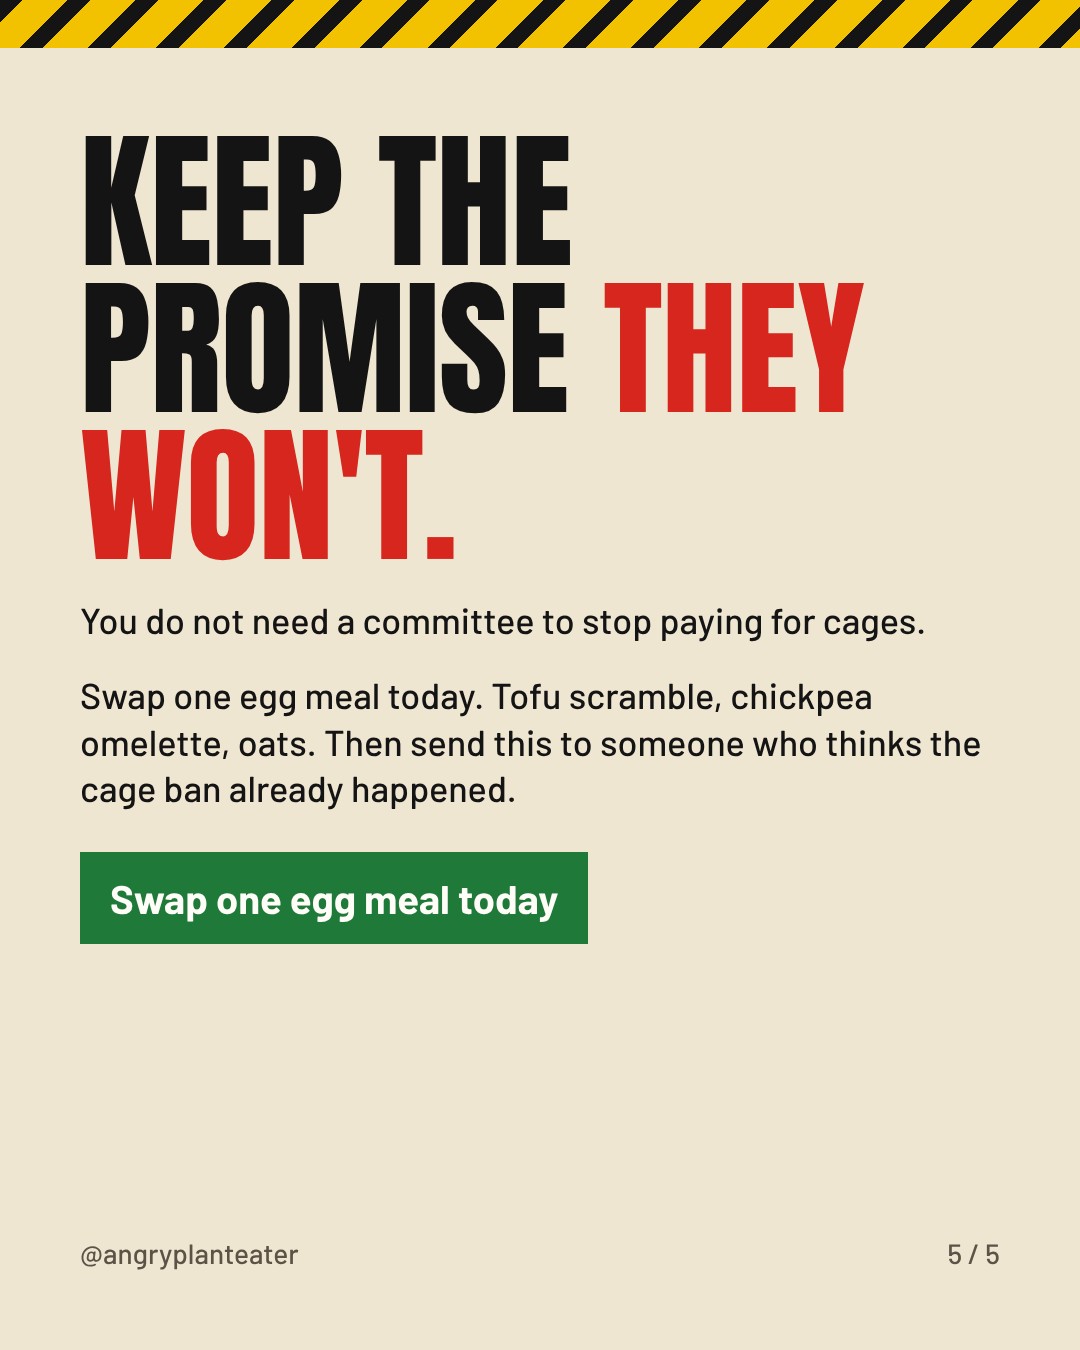 KEEP THE
PROMISE THEY
WON'T.
You do not need a committee to stop paying for cages.
Swap one egg meal today. Tofu scramble, chickpea
omelette, oats. Then send this to someone who thinks the
cage ban already happened.
Swap one egg meal today
@angryplanteater
5 / 5